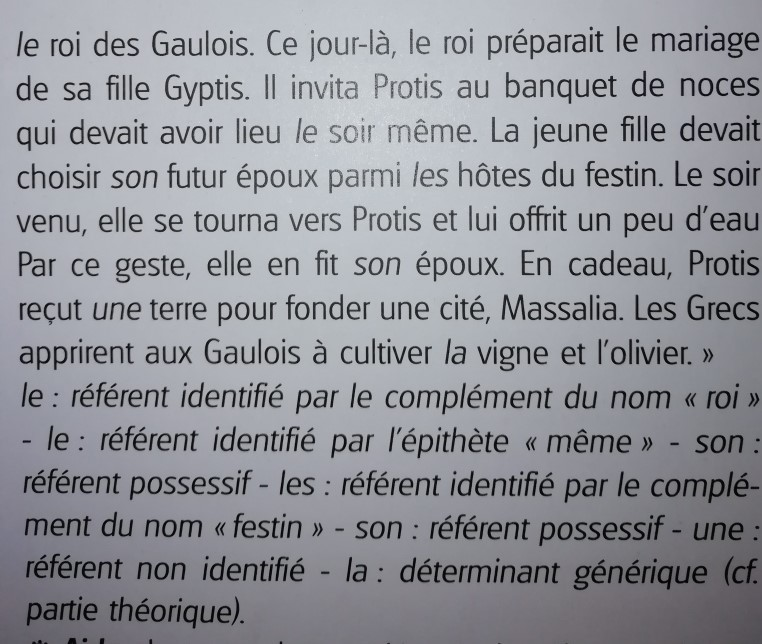 le roi des Gaulois. Ce jour-là, le roi préparait le mariage
de sa fille Gyptis. Il invita Protis au banquet de noces
qui devait avoir lieu le soir même. La jeune fille devait
choisir son futur époux parmi les hôtes du festin. Le soir
venu, elle se tourna vers Protis et lui offrit un peu d'eau
Par ce geste, elle en fit son époux. En cadeau, Protis
reçut une terre pour fonder une cité, Massalia. Les Grecs
apprirent aux Gaulois à cultiver la vigne et l'olivier. »
le : référent identifié par le complément du nom « roi »
- le : référent identifié par l'épithète « même » - son :
référent possessif - les : référent identifié par le complé-
ment du nom « festin » - son : référent possessif - une :
référent non identifié - la : déterminant générique (cf.
partie théorique).